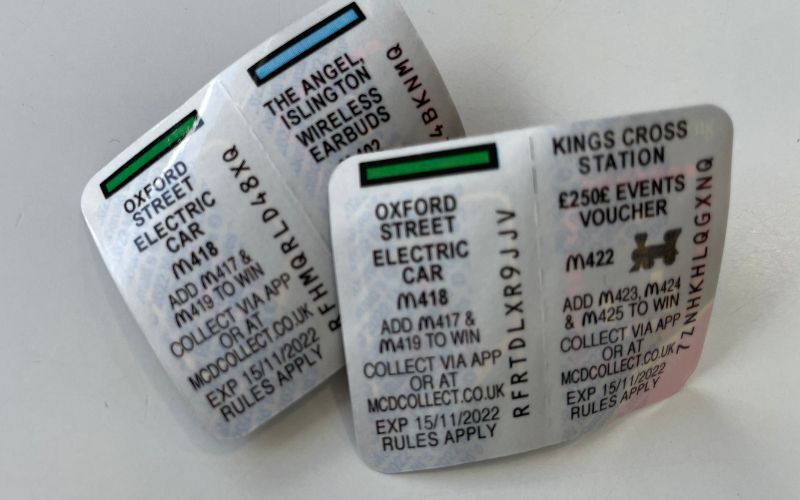 OXFORD
STREET
ELECTRIC
CAR
m418
ADD m417 &
m419 TO WIN
COLLECT VIA APP
OR AT
MCDCOLLECT.CO.UK
EXP 15/11/2022
RULES APPLY
RFHMQRLD48XQ
THE ANGEL,
ISLINGTON
WIRELESS
EARBUDS
4BKNMQ
OXFORD
STREET
ELECTRIC
CAR
m418
ADD m417 &
m419 TO WIN
COLLECT VIA APP
OR AT
MCDCOLLECT.CO.UK
EXP 15/11/2022
RULES APPLY
RFRTDLXR9JJV
KINGS CROSS
STATION
£250£ EVENTS
VOUCHER
m422
ADD m423, m424
& m425 TO WIN
COLLECT VIA APP
OR AT
MCDCOLLECT.CO.UK
EXP 15/11/2022
RULES APPLY
7ZNHKHLQGXNQ